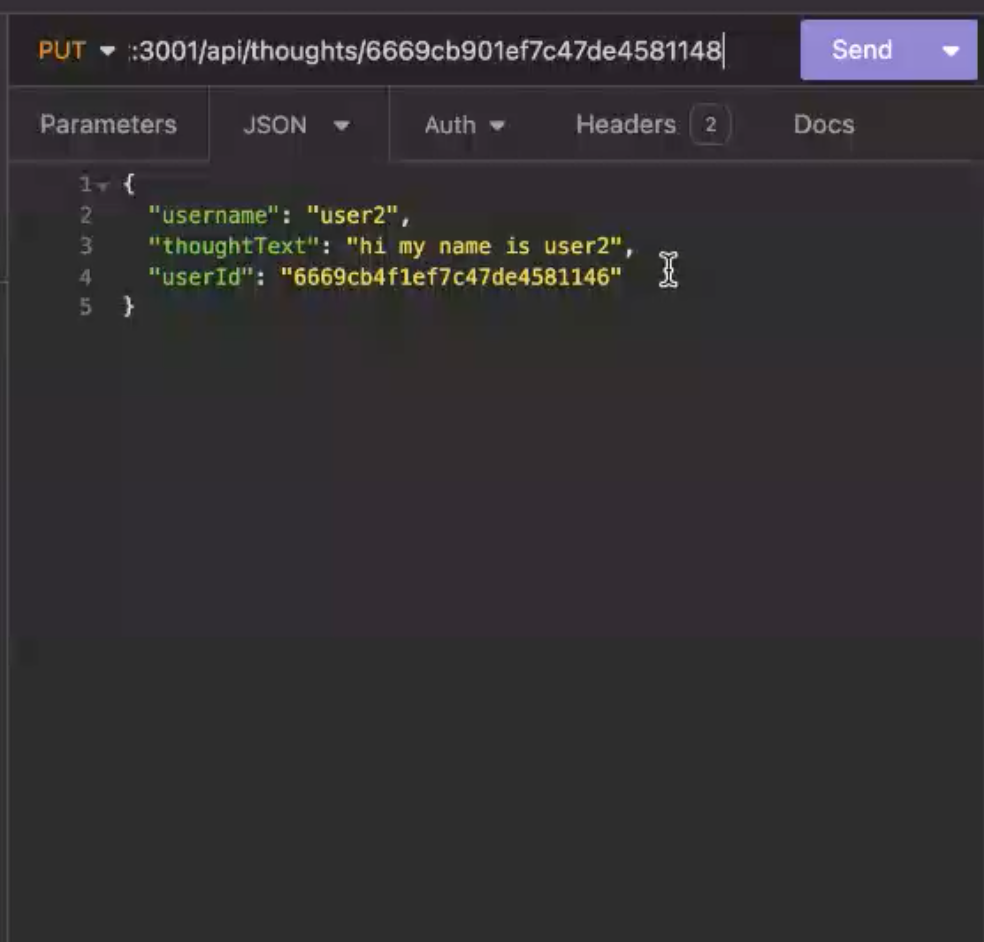 PUT :3001/api/thoughts/6669cb901ef7c47de4581148 Send
Parameters JSON Auth Headers 2 Docs
1 {
2 "username": "user2",
3 "thoughtText": "hi my name is user2",
4 "userId": "6669cb4f1ef7c47de4581146"
5 }